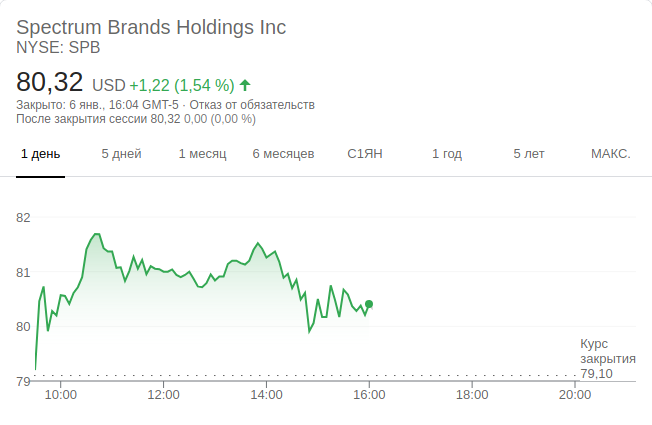 Spectrum Brands Holdings Inc
NYSE: SPB
80,32 USD +1,22 (1,54 %)
Закрыто: 6 янв., 16:04 GMT-5 · Отказ от обязательств
После закрытия сессии 80,32 0,00 (0,00 %)
1 день 5 дней 1 месяц 6 месяцев С1ЯН 1 год 5 лет МАКС.
82
81
80
Курс
закрытия
79,10
79
10:00 12:00 14:00 16:00 18:00 20:00